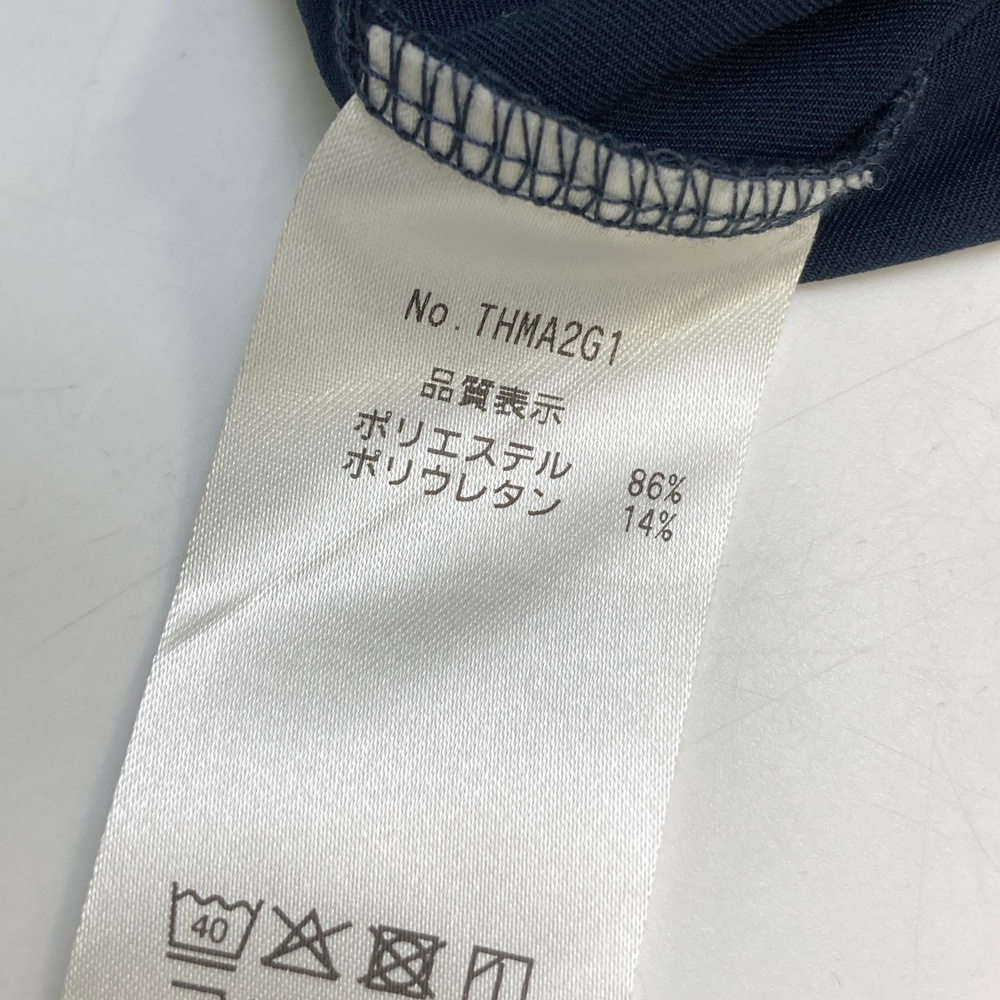 No.THMA2G1
品質表示
ポリエステル 86%
ポリウレタン 14%
40